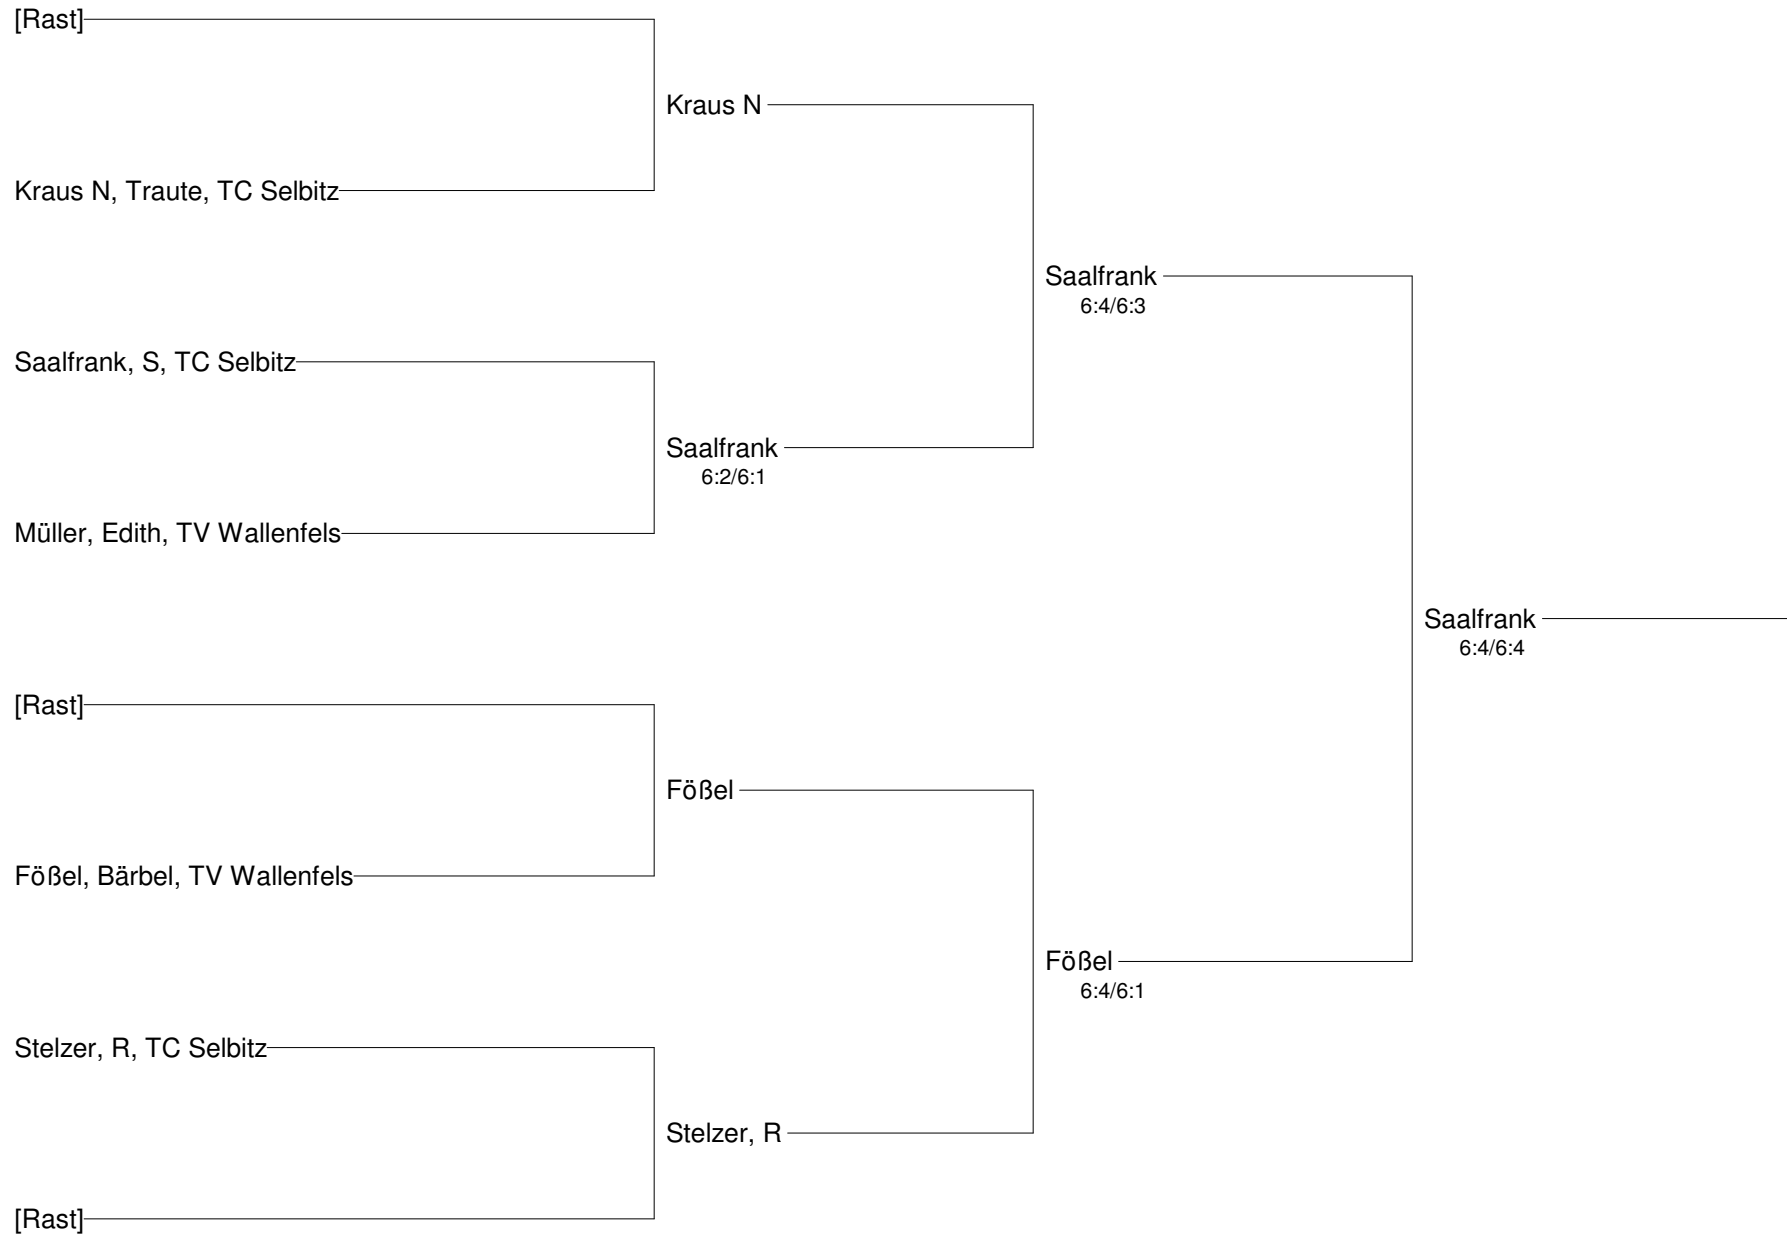 [Rast]
Kraus N
Kraus N, Traute, TC Selbitz
Saalfrank
6:4/6:3
Saalfrank, S, TC Selbitz
Saalfrank
6:2/6:1
Müller, Edith, TV Wallenfels
Saalfrank
6:4/6:4
[Rast]
Fößel
Fößel, Bärbel, TV Wallenfels
Fößel
6:4/6:1
Stelzer, R, TC Selbitz
Stelzer, R
[Rast]